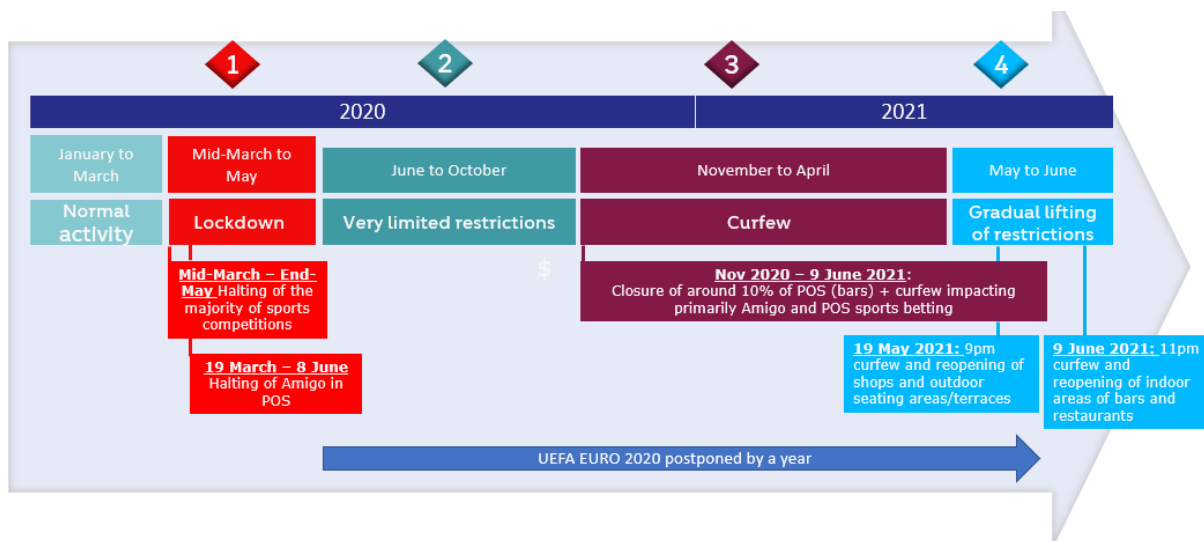 1
2
3
4
2020
2021
January to
March
Mid-March to
May
June to October
November to April
May to June
Normal
activity
Lockdown
Very limited restrictions
Curfew
Gradual lifting
of restrictions
$
Mid-March – End-
May Halting of the
majority of sports
competitions
19 March – 8 June
Halting of Amigo in
POS
Nov 2020 – 9 June 2021:
Closure of around 10% of POS (bars) + curfew impacting
primarily Amigo and POS sports betting
19 May 2021: 9pm
curfew and reopening of
shops and outdoor
seating areas/terraces
9 June 2021: 11pm
curfew and
reopening of indoor
areas of bars and
restaurants
UEFA EURO 2020 postponed by a year